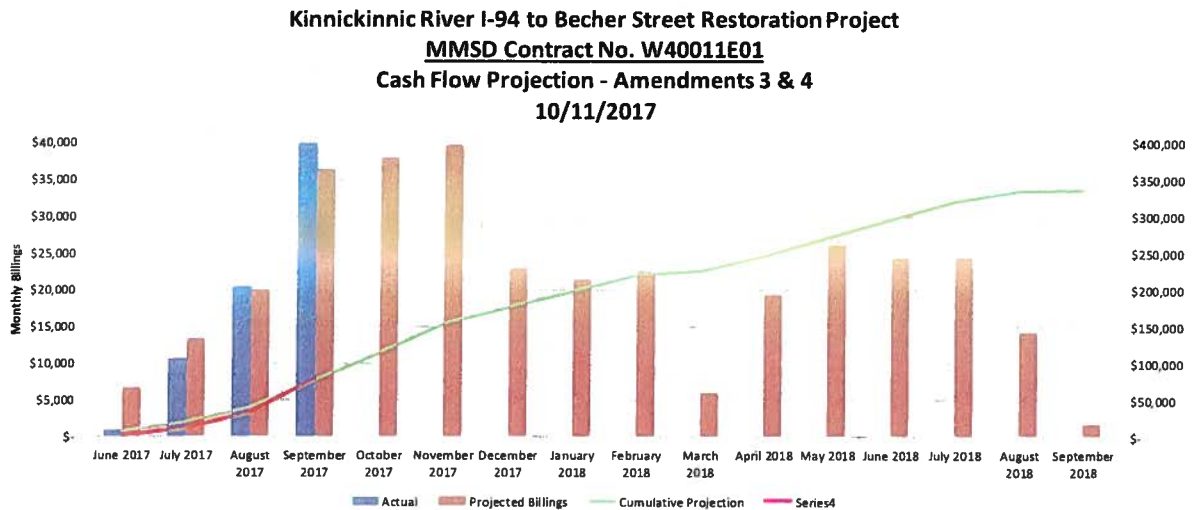 Kinnickinnic River I-94 to Becher Street Restoration Project
MMSD Contract No. W40011E01
Cash Flow Projection - Amendments 3 & 4
10/11/2017
Monthly Billings
$40,000
$35,000
$30,000
$25,000
$20,000
$15,000
$10,000
$5,000
$-
$400,000
$350,000
$300,000
$250,000
$200,000
$150,000
$100,000
$50,000
$-
June 2017
July 2017
August
2017
September
2017
October
2017
November
2017
December
2017
January
2018
February
2018
March
2018
April 2018
May 2018
June 2018
July 2018
August
2018
September
2018
Actual
Projected Billings
Cumulative Projection
Series4